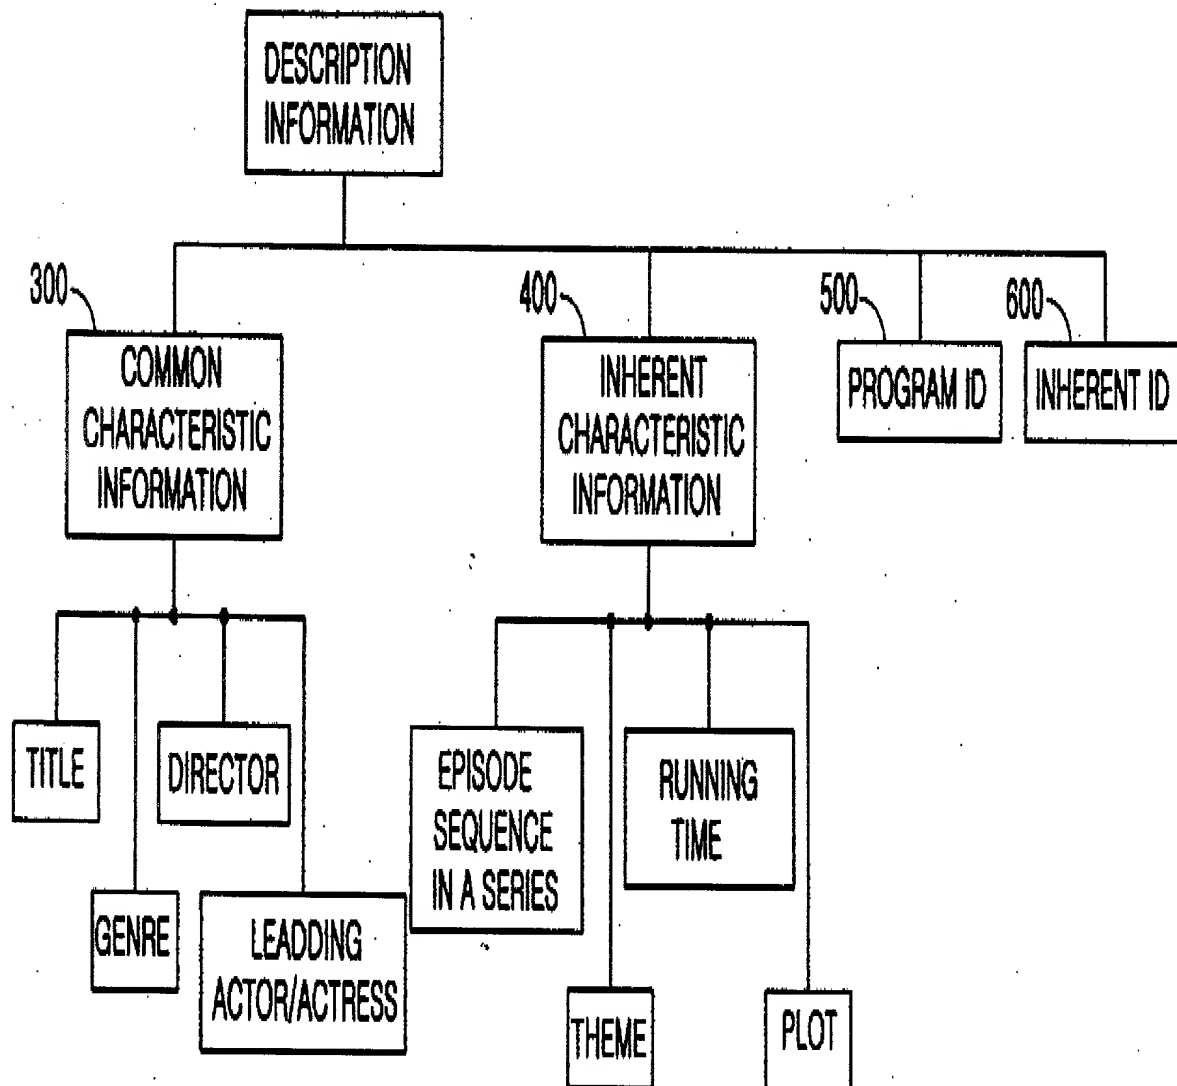 DESCRIPTION
INFORMATION
300
400
500
600
COMMON
CHARACTERISTIC
INFORMATION
INHERENT
CHARACTERISTIC
INFORMATION
PROGRAM ID
INHERENT ID
TITLE
DIRECTOR
GENRE
LEADDING
ACTOR/ACTRESS
EPISODE
SEQUENCE
IN A SERIES
RUNNING
TIME
THEME
PLOT